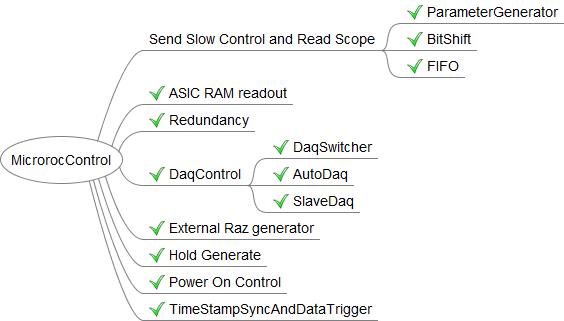 MicrorocControl
Send Slow Control and Read Scope
ParameterGenerator
BitShift
FIFO
ASIC RAM readout
Redundancy
DaqControl
DaqSwitcher
AutoDaq
SlaveDaq
External Raz generator
Hold Generate
Power On Control
TimeStampSyncAndDataTrigger